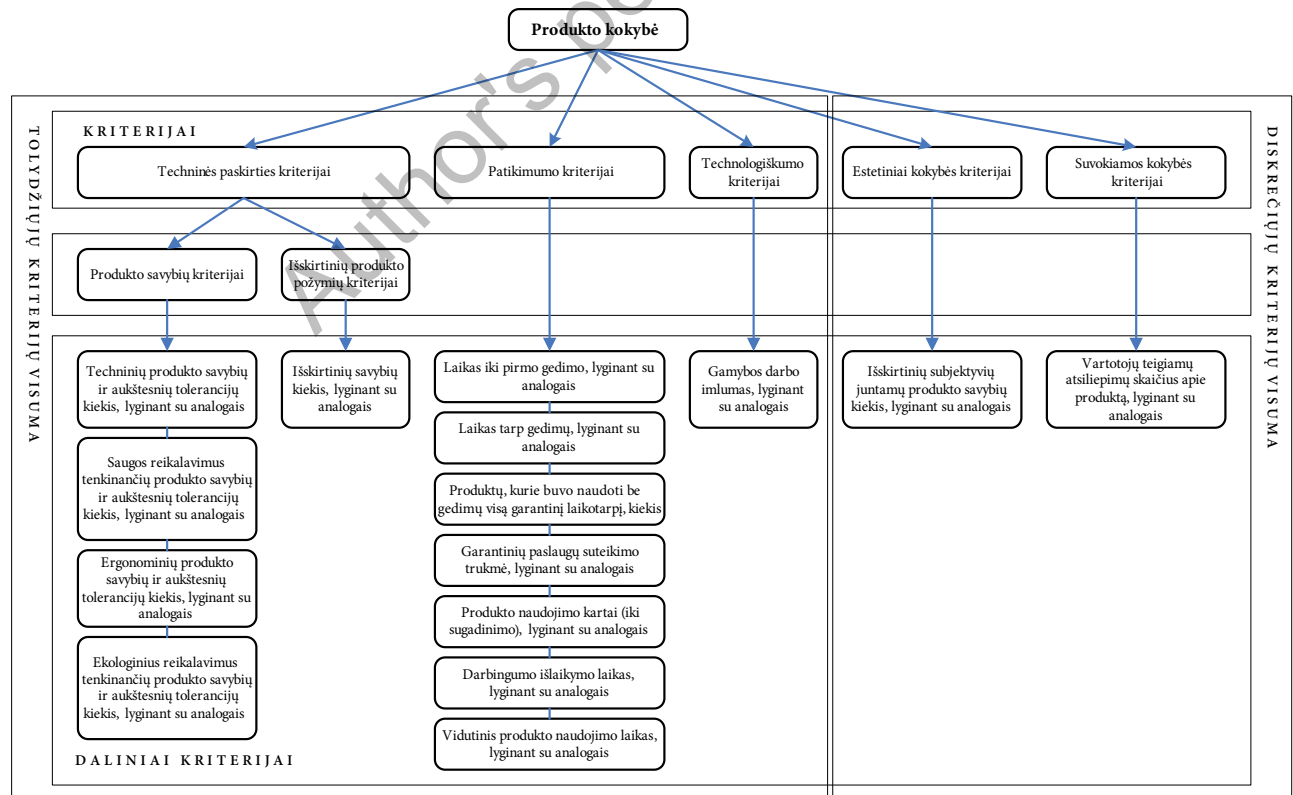 Produkto kokybė
Author's pe
TOLYDŽIŲJŲ KRITERIJŲ VISUMA
DISKREČIŲJŲ KRITERIJŲ VISUMA
KRITERIJAI
Techninės paskirties kriterijai
Patikimumo kriterijai
Technologiškumo
kriterijai
Estetiniai kokybės kriterijai
Suvokiamos kokybės
kriterijai
Produkto savybių kriterijai
Išskirtinių produkto
požymių kriterijai
Techninių produkto savybių
ir aukštesnių tolerancijų
kiekis, lyginant su analogais
Saugos reikalavimus
tenkinančių produkto savybių
ir aukštesnių tolerancijų
kiekis, lyginant su analogais
Ergonominių produkto
savybių ir aukštesnių
tolerancijų kiekis, lyginant su
analogais
Ekologinius reikalavimus
tenkinančių produkto savybių
ir aukštesnių tolerancijų
kiekis, lyginant su analogais
Išskirtinių savybių
kiekis, lyginant su
analogais
Laikas iki pirmo gedimo, lyginant su
analogais
Laikas tarp gedimų, lyginant su
analogais
Produktų, kurie buvo naudoti be
gedimų visą garantinį laikotarpį, kiekis
Garantinių paslaugų suteikimo
trukmė, lyginant su analogais
Produkto naudojimo kartai (iki
sugadinimo), lyginant su analogais
Darbingumo išlaikymo laikas,
lyginant su analogais
Vidutinis produkto naudojimo laikas,
lyginant su analogais
Gamybos darbo
imlumas, lyginant
su analogais
Išskirtinių subjektyvių
juntamų produkto savybių
kiekis, lyginant su analogais
Vartotojų teigiamų
atsiliepimų skaičius apie
produktą, lyginant su
analogais
DALINIAI KRITERIJAI